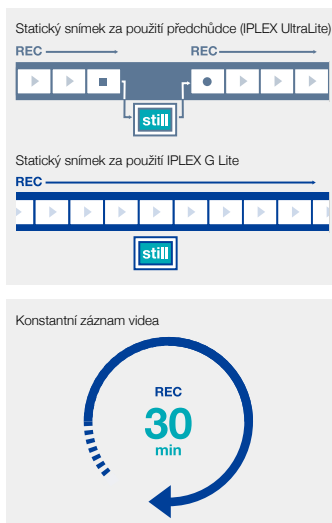 Statický snímek za použití předchůdce (IPLEX UltraLite)
REC REC
still
Statický snímek za použití IPLEX G Lite
REC
still
Konstantní záznam videa
REC
30
min